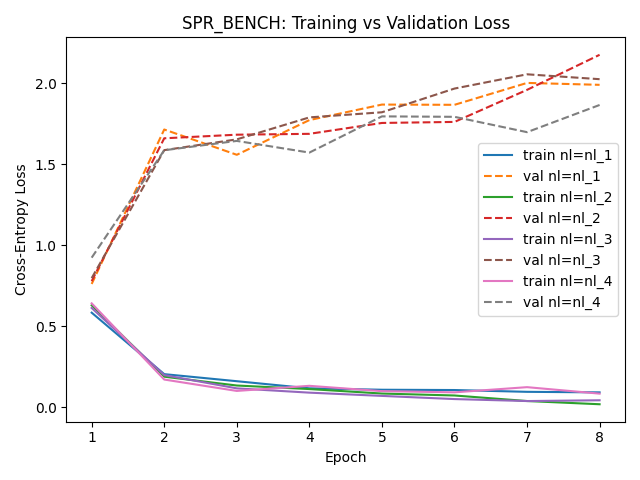 SPR_BENCH: Training vs Validation Loss
Cross-Entropy Loss
2.0
1.5
1.0
0.5
0.0
train nl=nl_1
val nl=nl_1
train nl=nl_2
val nl=nl_2
train nl=nl_3
val nl=nl_3
train nl=nl_4
val nl=nl_4
1 2 3 4 5 6 7 8
Epoch